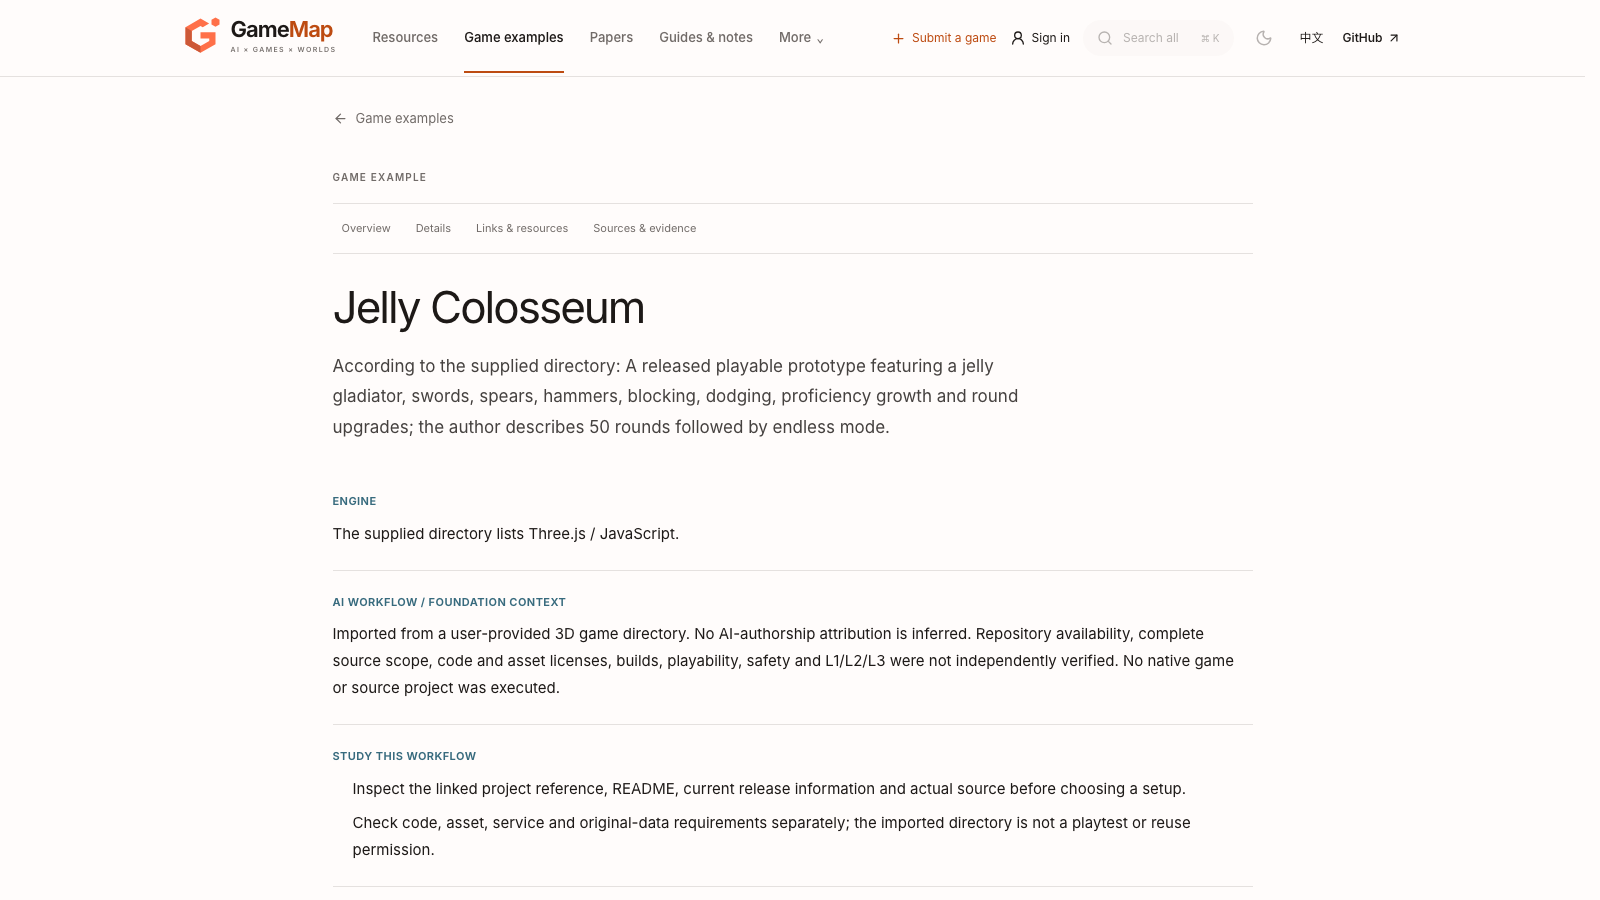 GameMap
AI × GAMES × WORLDS
Resources
Game examples
Papers
Guides & notes
More
Submit a game
Sign in
Search all
⌘ K
中文
GitHub
Game examples
GAME EXAMPLE
Overview
Details
Links & resources
Sources & evidence
Jelly Colosseum
According to the supplied directory: A released playable prototype featuring a jelly
gladiator, swords, spears, hammers, blocking, dodging, proficiency growth and round
upgrades; the author describes 50 rounds followed by endless mode.
ENGINE
The supplied directory lists Three.js / JavaScript.
AI WORKFLOW / FOUNDATION CONTEXT
Imported from a user-provided 3D game directory. No AI-authorship attribution is inferred. Repository availability, complete
source scope, code and asset licenses, builds, playability, safety and L1/L2/L3 were not independently verified. No native game
or source project was executed.
STUDY THIS WORKFLOW
Inspect the linked project reference, README, current release information and actual source before choosing a setup.
Check code, asset, service and original-data requirements separately; the imported directory is not a playtest or reuse
permission.